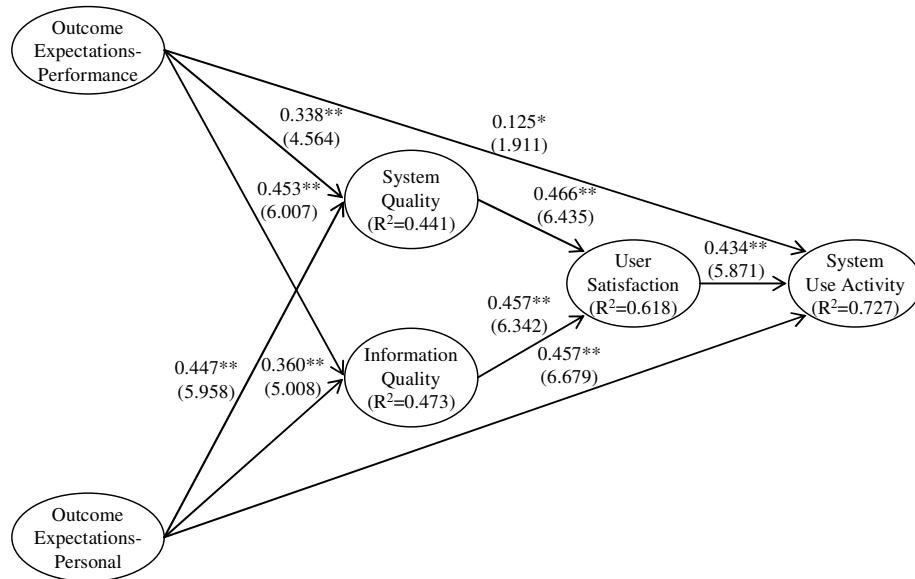 Outcome
Expectations-
Performance
0.338**
(4.564)
0.125*
(1.911)
0.453**
(6.007)
System
Quality
(R²=0.441)
0.466**
(6.435)
User
Satisfaction
(R²=0.618)
0.434**
(5.871)
System
Use Activity
(R²=0.727)
0.457**
(6.342)
0.447**
(5.958)
0.360**
(5.008)
Information
Quality
(R²=0.473)
0.457**
(6.679)
Outcome
Expectations-
Personal